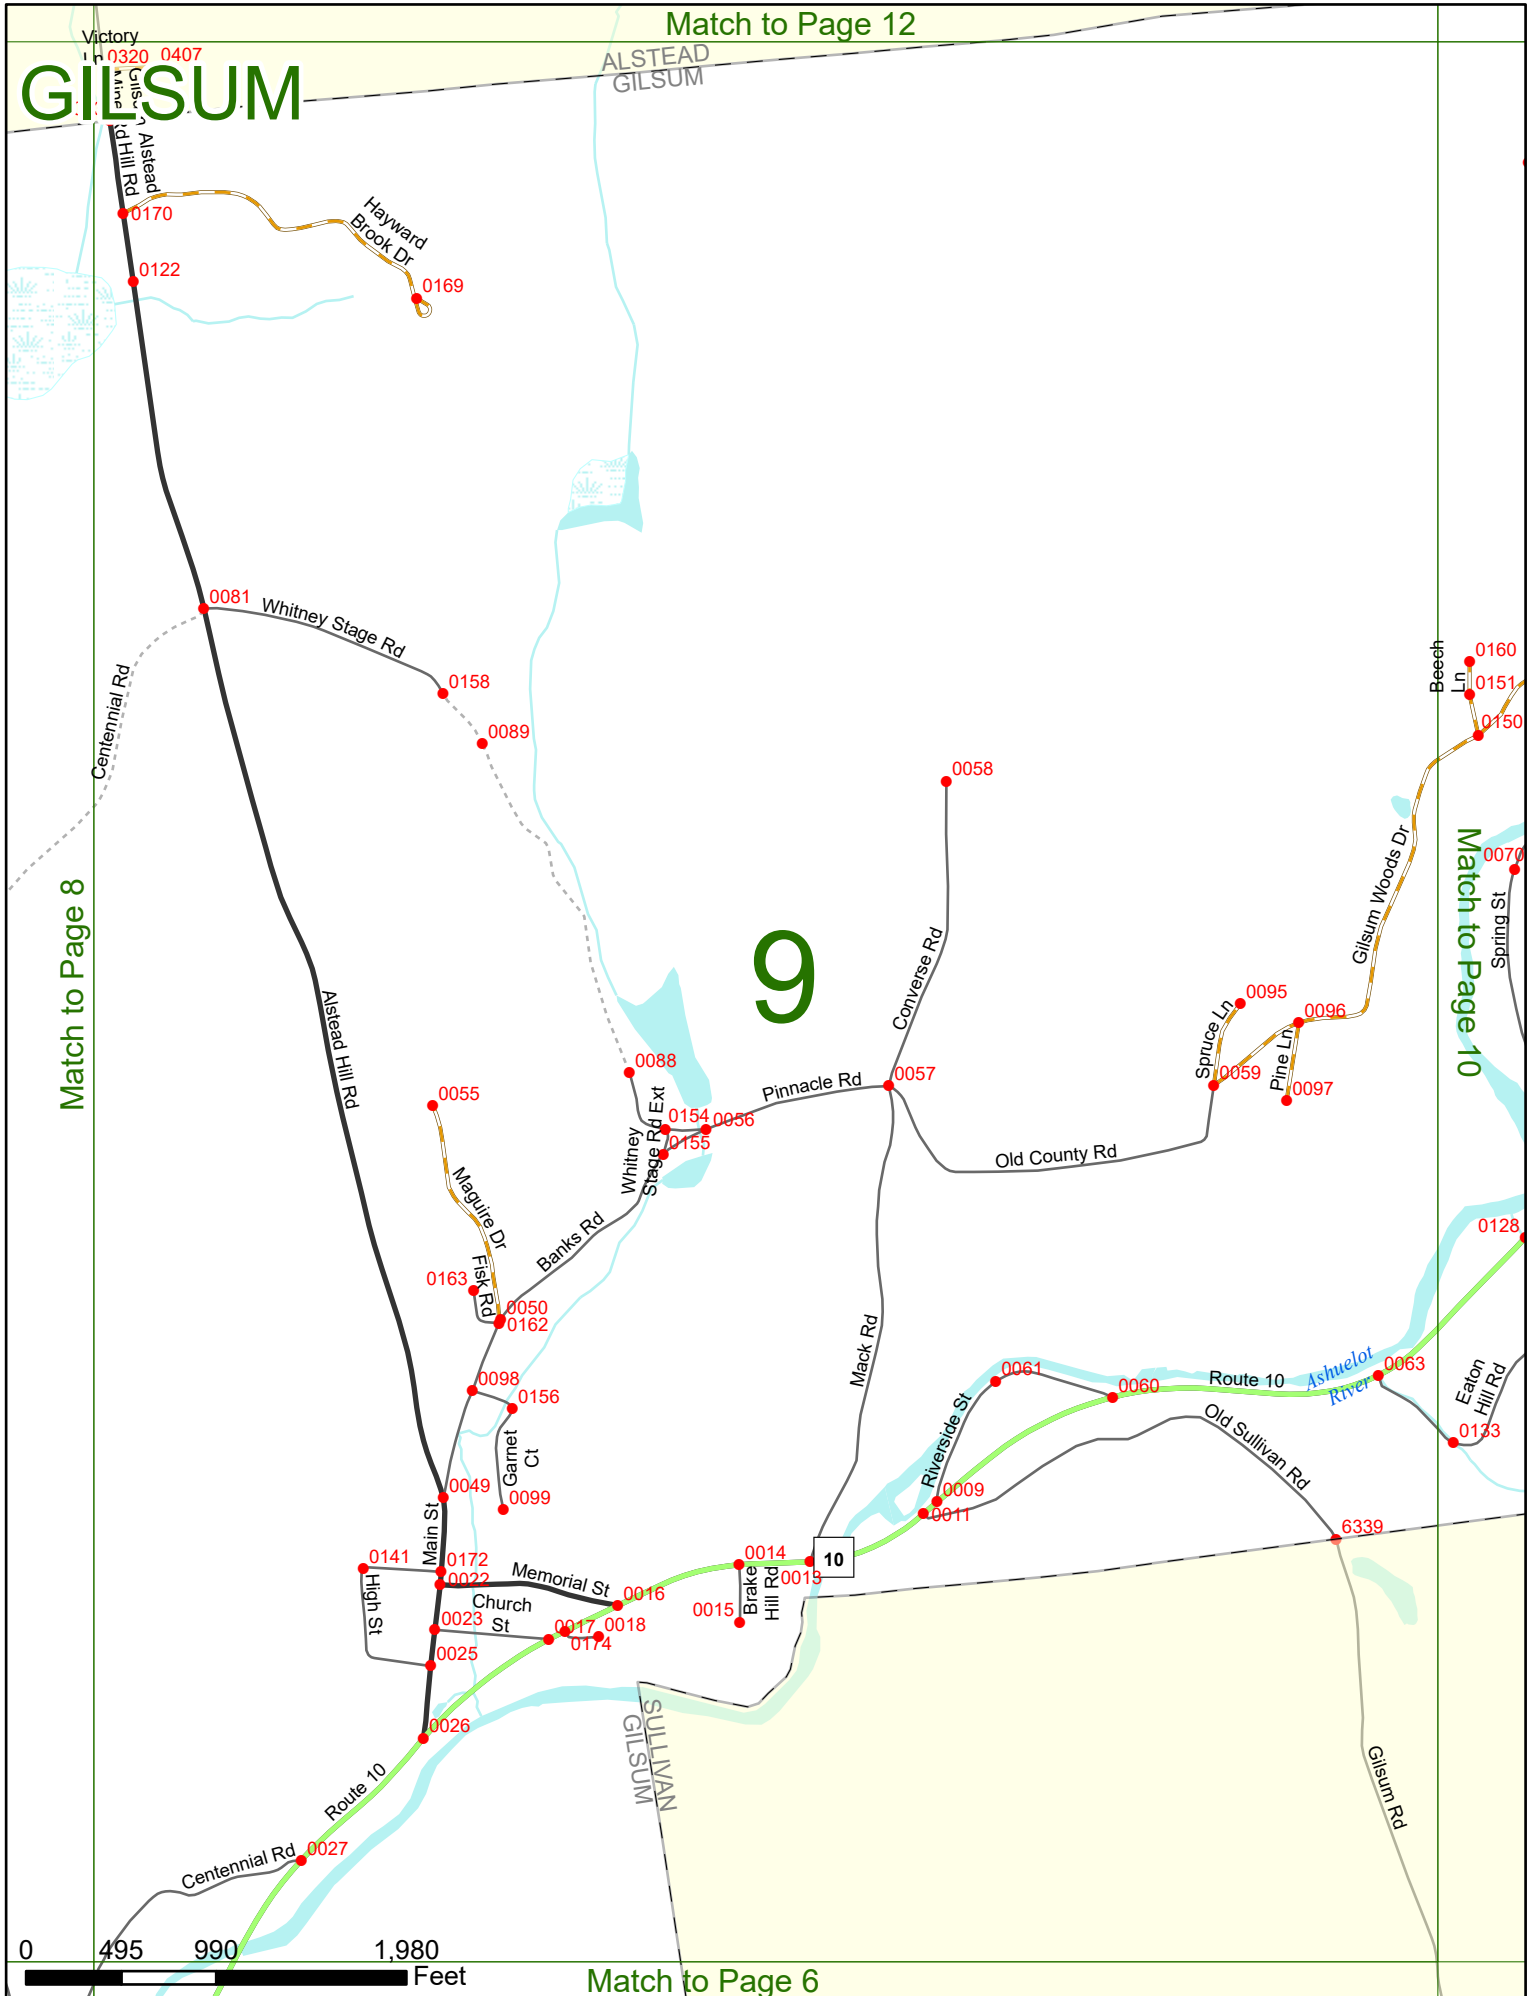 Match to Page 12
Victory
0320 0407
ALSTEAD
GILSUM
GILSUM
Hill Rd
Alstead
0170
Hayward
Brook Dr
0122
0169
0081
Whitney Stage Rd
Centennial Rd
0158
0089
Beech
Ln
0160
0151
0150
0058
Gilsum Woods Dr
0070
Spring St
Match to Page 8
Match to Page 10
9
Converse Rd
Alstead Hill Rd
0095
0096
Spruce Ln
Pine Ln
0059
0097
0088
0057
Pinnacle Rd
0055
0154
0056
0155
Whitney
Stage Rd Ext
Old County Rd
Maguire Dr
Banks Rd
0128
0163
Fisk Rd
0050
0162
Mack Rd
0098
0156
0061
0060
Route 10
Ashuelot
River
0063
Eaton
Hill Rd
Riverside St
Old Sullivan Rd
0133
Garnet
Ct
0049
0099
0009
0011
Main St
6339
0141
0172
0022
High St
Memorial St
0014
0013
10
0016
Brake
Hill Rd
0015
Church
St
0023
0017
0018
0174
0025
SULLIVAN
GILSUM
0026
Route 10
Gilsum Rd
Centennial Rd
0027
0 495 990 1,980
Feet
Match to Page 6